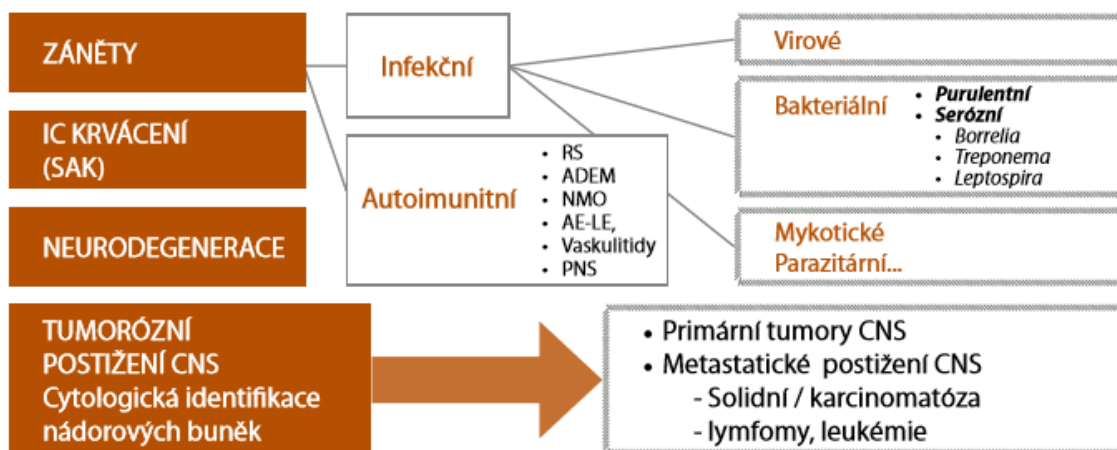 ZÁNĚTY
Infekční
Virové
Bakteriální
• Purulentní
• Serózní
• Borrelia
• Treponema
• Leptospira
IC KRVÁCENÍ
(SAK)
Autoimunitní
• RS
• ADEM
• NMO
• AE-LE,
• Vaskulitidy
• PNS
NEURODEGENERACE
Mykotické
Parazitární...
TUMORÓZNÍ
POSTIŽENÍ CNS
Cytologická identifikace
nádorových buněk
• Primární tumory CNS
• Metastatické postižení CNS
- Solidní / karcinomatóza
- lymfomy, leukémie